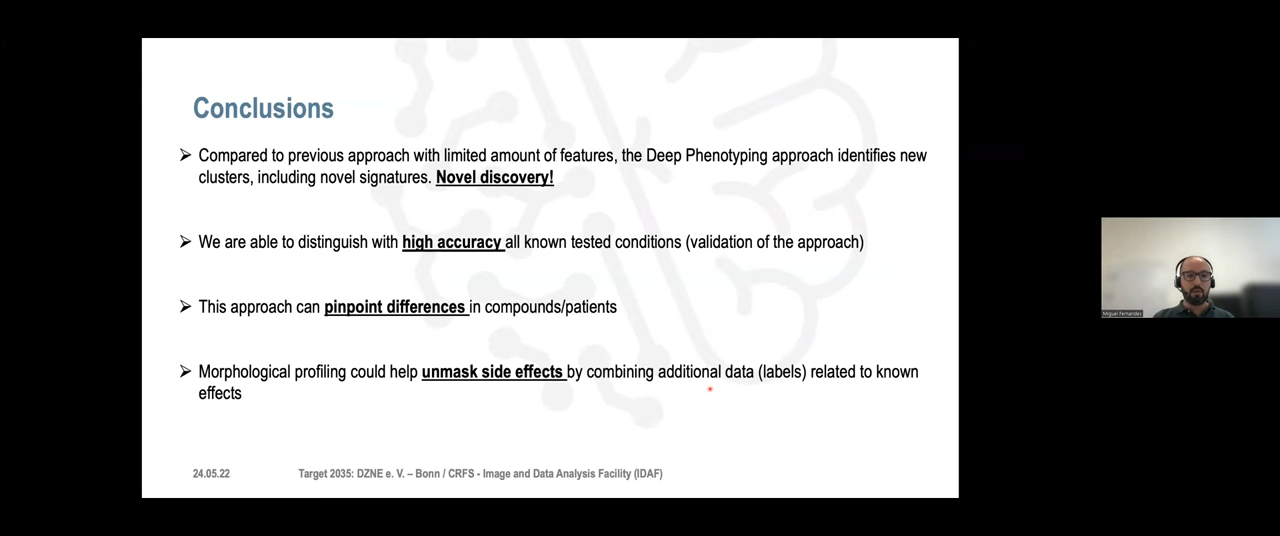 Conclusions
➢ Compared to previous approach with limited amount of features, the Deep Phenotyping approach identifies new
clusters, including novel signatures. Novel discovery!
➢ We are able to distinguish with high accuracy all known tested conditions (validation of the approach)
➢ This approach can pinpoint differences in compounds/patients
➢ Morphological profiling could help unmask side effects by combining additional data (labels) related to known
effects
24.05.22 Target 2035: DZNE e. V. – Bonn / CRFS - Image and Data Analysis Facility (IDAF)
Miguel Fernandes